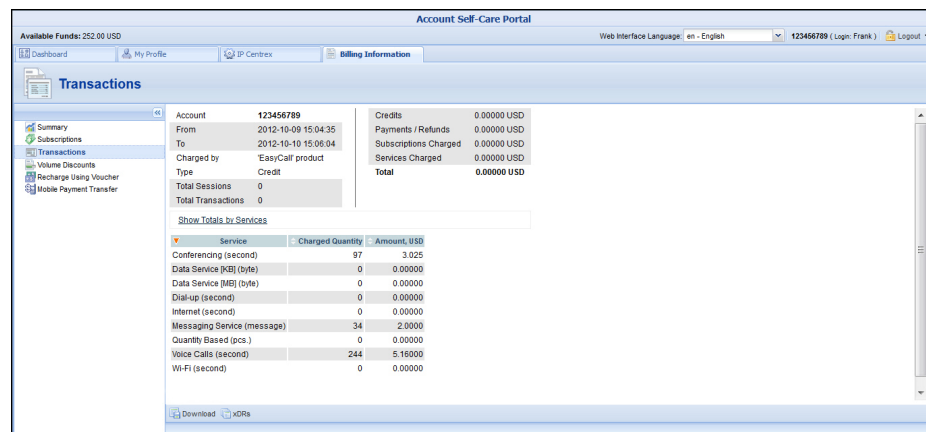 Account Self-Care Portal
Available Funds: 252.00 USD Web Interface Language: en - English 123456789 ( Login: Frank ) Logout
Dashboard My Profile IP Centrex Billing Information
Transactions
Summary
Subscriptions
Transactions
Volume Discounts
Recharge Using Voucher
Mobile Payment Transfer
Account 123456789 Credits 0.00000 USD
From 2012-10-09 15:04:35 Payments / Refunds 0.00000 USD
To 2012-10-10 15:06:04 Subscriptions Charged 0.00000 USD
Charged by 'EasyCall' product Services Charged 0.00000 USD
Type Credit Total 0.00000 USD
Total Sessions 0
Total Transactions 0
Show Totals by Services
Service Charged Quantity Amount, USD
Conferencing (second) 97 3.025
Data Service [KB] (byte) 0 0.00000
Data Service [MB] (byte) 0 0.00000
Dial-up (second) 0 0.00000
Internet (second) 0 0.00000
Messaging Service (message) 34 2.0000
Quantity Based (pcs.) 0 0.00000
Voice Calls (second) 244 5.16000
Wi-Fi (second) 0 0.00000
Download xDRs